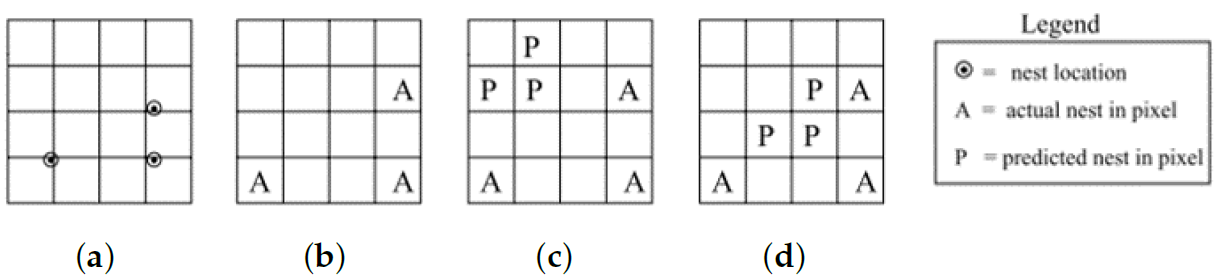 Legend
= nest location
A = actual nest in pixel
P = predicted nest in pixel
P
A P P A
P A
P P
A A A A A A
(a) (b) (c) (d)